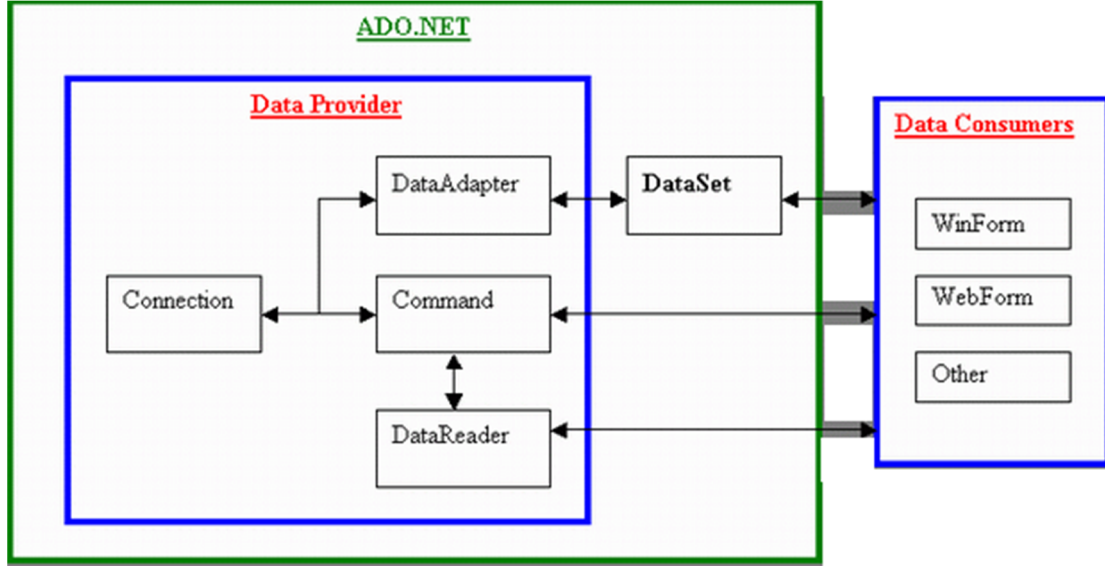 ADO.NET
Data Provider
Data Consumers
DataAdapter
DataSet
WinForm
Connection
Command
WebForm
Other
DataReader